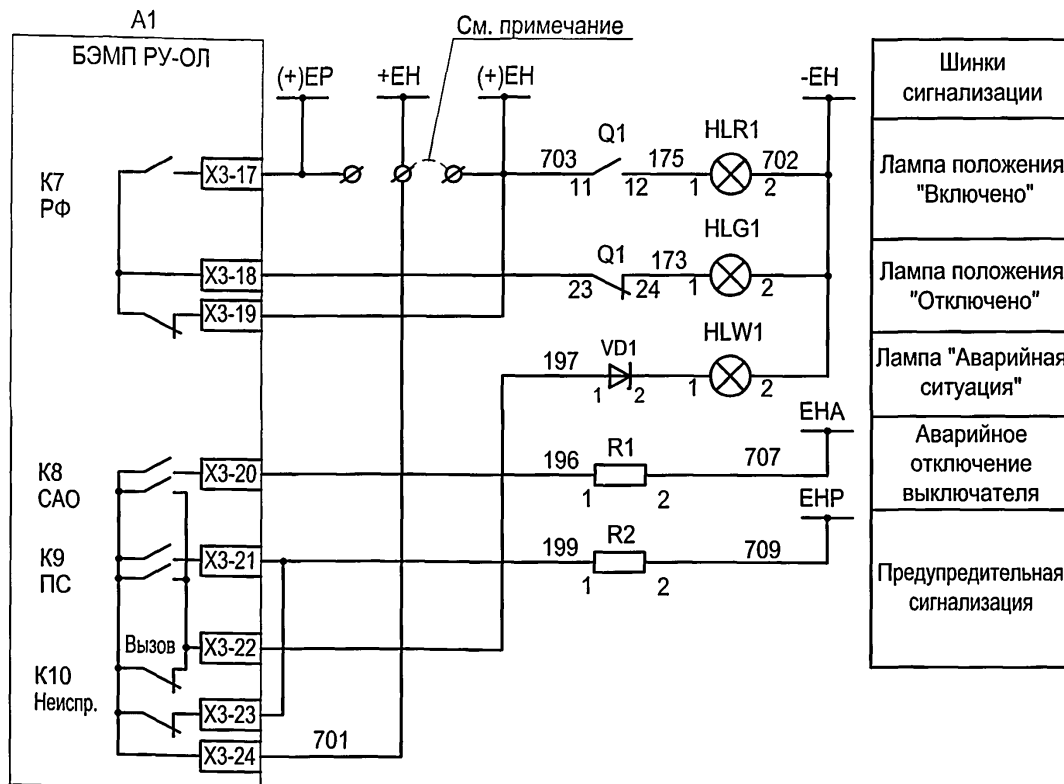 А1
БЭМП РУ-ОЛ
См. примечание
(+)ЕР
+ЕН
(+)ЕН
-ЕН
Шинки
сигнализации
К7
РФ
Х3-17
703
Q1
11
12
175
HLR1
1
2
702
Лампа положения
"Включено"
Х3-18
Q1
23
24
173
HLG1
1
2
Лампа положения
"Отключено"
Х3-19
197
VD1
1
2
HLW1
1
2
Лампа "Аварийная
ситуация"
К8
САО
Х3-20
196
R1
1
2
707
ЕНА
Аварийное
отключение
выключателя
К9
ПС
Х3-21
199
R2
1
2
709
ЕНР
Предупредительная
сигнализация
Вызов
Х3-22
К10
Неиспр.
Х3-23
Х3-24
701